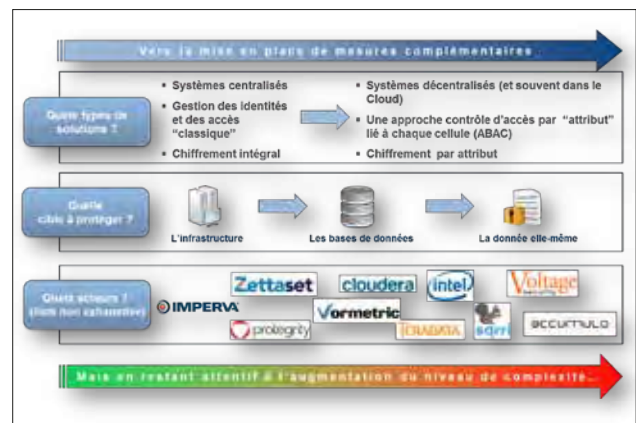 Vers la mise en place de mesures complémentaires...
Quels types de
solutions ?
▪ Systèmes centralisés
▪ Gestion des identités
et des accès
"classique"
▪ Chiffrement intégral
▪ Systèmes décentralisés (et souvent dans le
Cloud)
▪ Une approche contrôle d'accès par "attribut"
lié à chaque cellule (ABAC)
▪ Chiffrement par attribut
Quelle
cible à protéger ?
L'infrastructure
Les bases de données
La donnée elle-même
Quels acteurs ?
(liste non exhaustive)
IMPERVA
Zettaset
cloudera
intel
Voltage
Vormetric
protegrity
TERADATA
sqrrl
accumulo
Mais en restant attentif à l'augmentation du niveau de complexité...